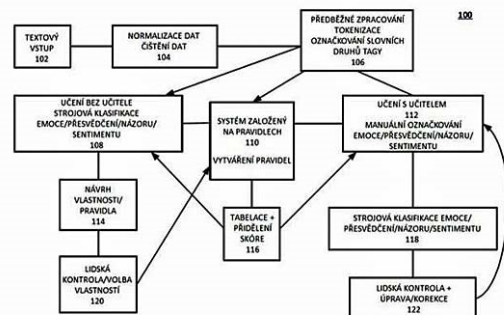 100
TEXTOVÝ
VSTUP
102
NORMALIZACE DAT
ČIŠTĚNÍ DAT
104
PŘEDBĚŽNÉ ZPRACOVÁNÍ
TOKENIZACE
OZNAČKOVÁNÍ SLOVNÍCH
DRUHŮ TAGY
106
UČENÍ BEZ UČITELE
STROJOVÁ KLASIFIKACE
EMOCE/PŘESVĚDČENÍ/NÁZORU/
SENTIMENTU
108
SYSTÉM ZALOŽENÝ
NA PRAVIDLECH
110
VYTVÁŘENÍ PRAVIDEL
UČENÍ S UČITELEM
112
MANUÁLNÍ OZNAČKOVÁNÍ
EMOCE/PŘESVĚDČENÍ/NÁZORU/
SENTIMENTU
NÁVRH
VLASTNOSTI/
PRAVIDLA
114
TABELACE +
PŘIDĚLENÍ
SKÓRE
116
STROJOVÁ KLASIFIKACE EMOCE/
PŘESVĚDČENÍ/NÁZORU/SENTIMENTU
118
LIDSKÁ
KONTROLA/VOLBA
VLASTNOSTÍ
120
LIDSKÁ KONTROLA +
ÚPRAVA/KOREKCE
122